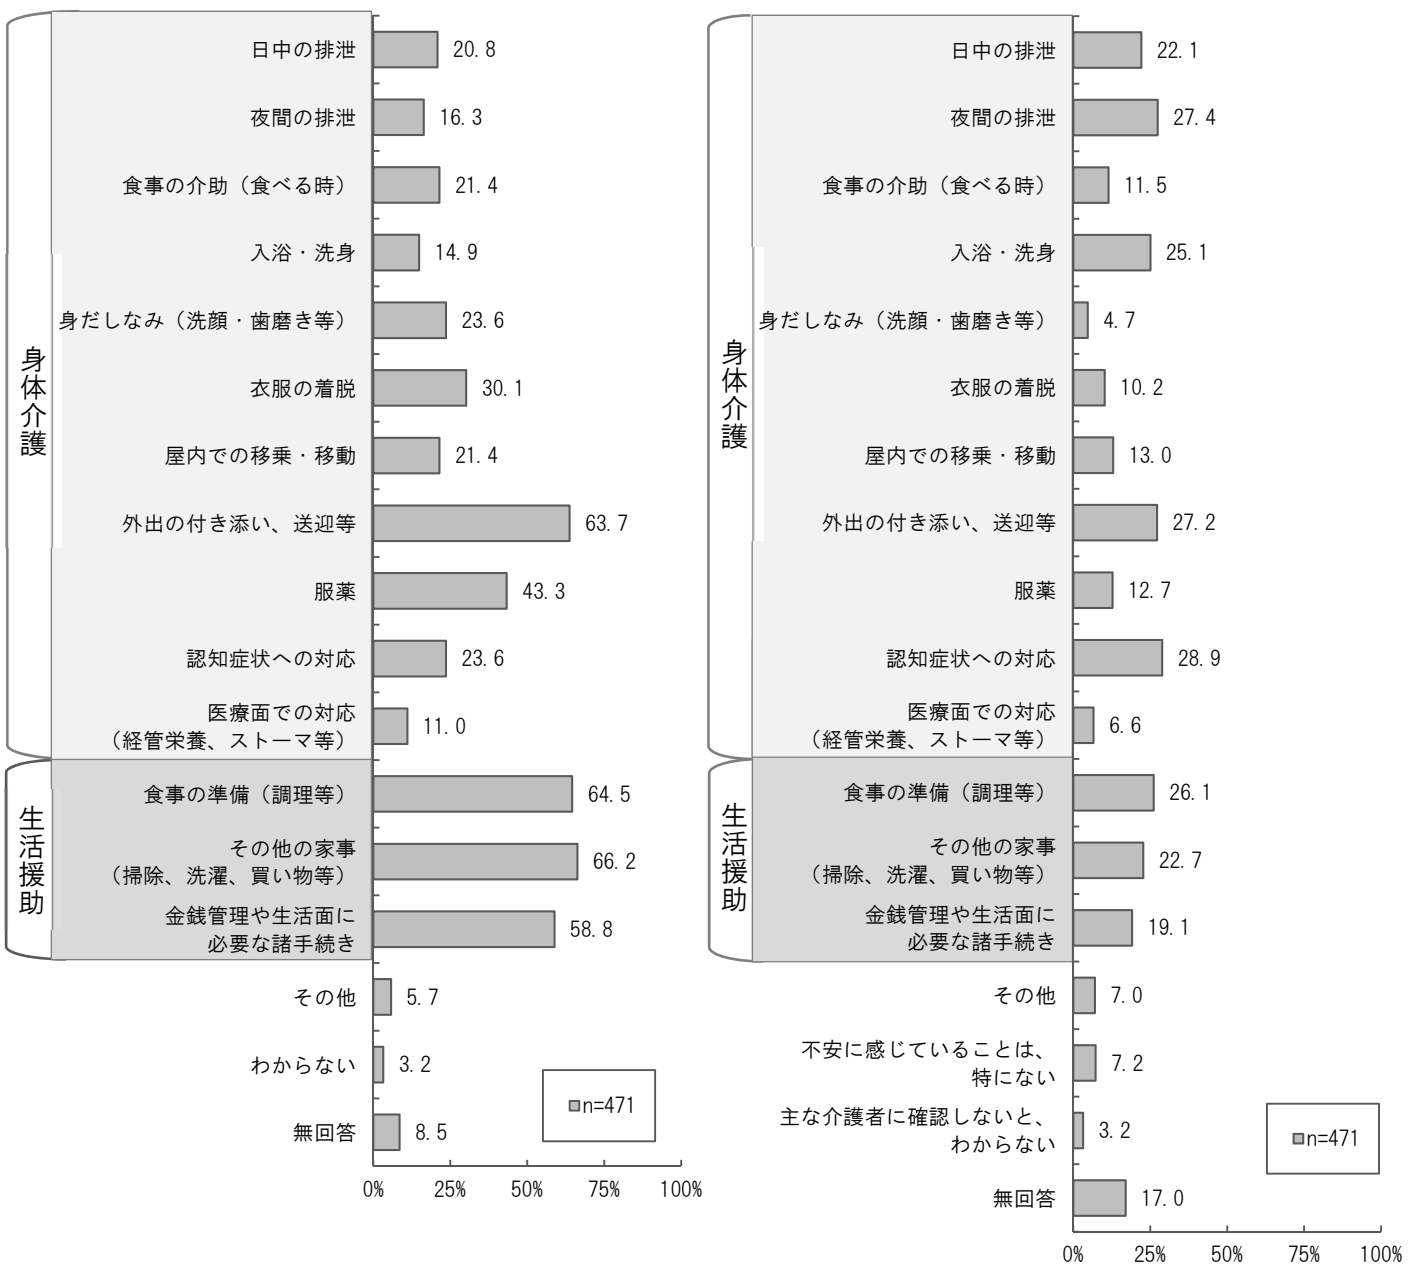 身体介護
日中の排泄 20.8
夜間の排泄 16.3
食事の介助（食べる時） 21.4
入浴・洗身 14.9
身だしなみ（洗顔・歯磨き等） 23.6
衣服の着脱 30.1
屋内での移乗・移動 21.4
外出の付き添い、送迎等 63.7
服薬 43.3
認知症状への対応 23.6
医療面での対応
（経管栄養、ストーマ等） 11.0
生活援助
食事の準備（調理等） 64.5
その他の家事
（掃除、洗濯、買い物等） 66.2
金銭管理や生活面に
必要な諸手続き 58.8
その他 5.7
わからない 3.2
無回答 8.5
n=471
0% 25% 50% 75% 100%
身体介護
日中の排泄 22.1
夜間の排泄 27.4
食事の介助（食べる時） 11.5
入浴・洗身 25.1
身だしなみ（洗顔・歯磨き等） 4.7
衣服の着脱 10.2
屋内での移乗・移動 13.0
外出の付き添い、送迎等 27.2
服薬 12.7
認知症状への対応 28.9
医療面での対応
（経管栄養、ストーマ等） 6.6
生活援助
食事の準備（調理等） 26.1
その他の家事
（掃除、洗濯、買い物等） 22.7
金銭管理や生活面に
必要な諸手続き 19.1
その他 7.0
不安に感じていることは、
特にない 7.2
主な介護者に確認しないと、
わからない 3.2
無回答 17.0
n=471
0% 25% 50% 75% 100%